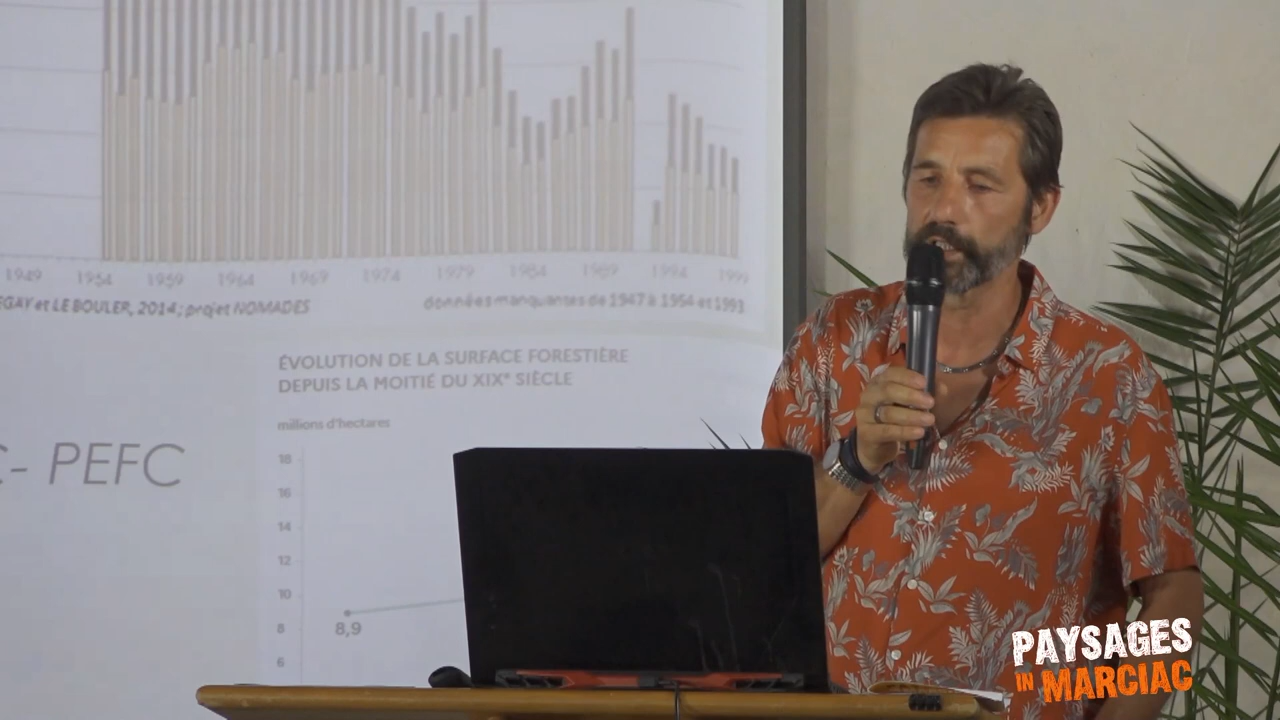 1949 1954 1959 1964 1969 1974 1979 1984 1989 1994 1999
EGAY et LE BOULER, 2014; projet NOMADES
données manquantes de 1947 à 1954 et 1993
ÉVOLUTION DE LA SURFACE FORESTIÈRE
DEPUIS LA MOITIÉ DU XIXᵉ SIÈCLE
millions d'hectares
18
16
14
12
10
8
6
8,9
- PEFC
PAYSAGES
IN MARCIAC